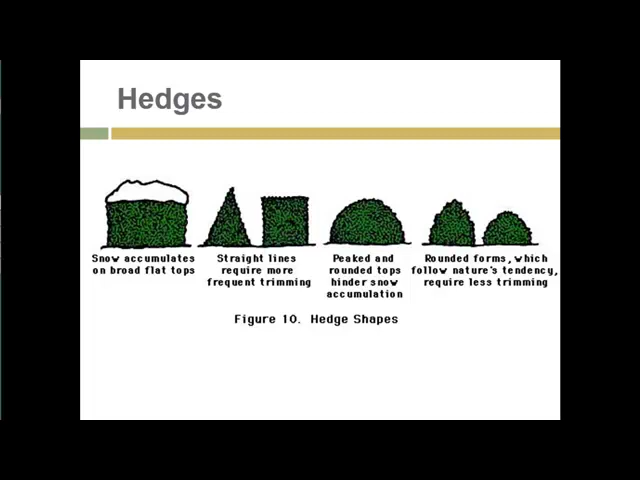 Hedges
Snow accumulates
on broad flat tops
Straight lines
require more
frequent trimming
Peaked and
rounded tops
hinder snow
accumulation
Rounded forms, which
follow nature's tendency,
require less trimming
Figure 10. Hedge Shapes